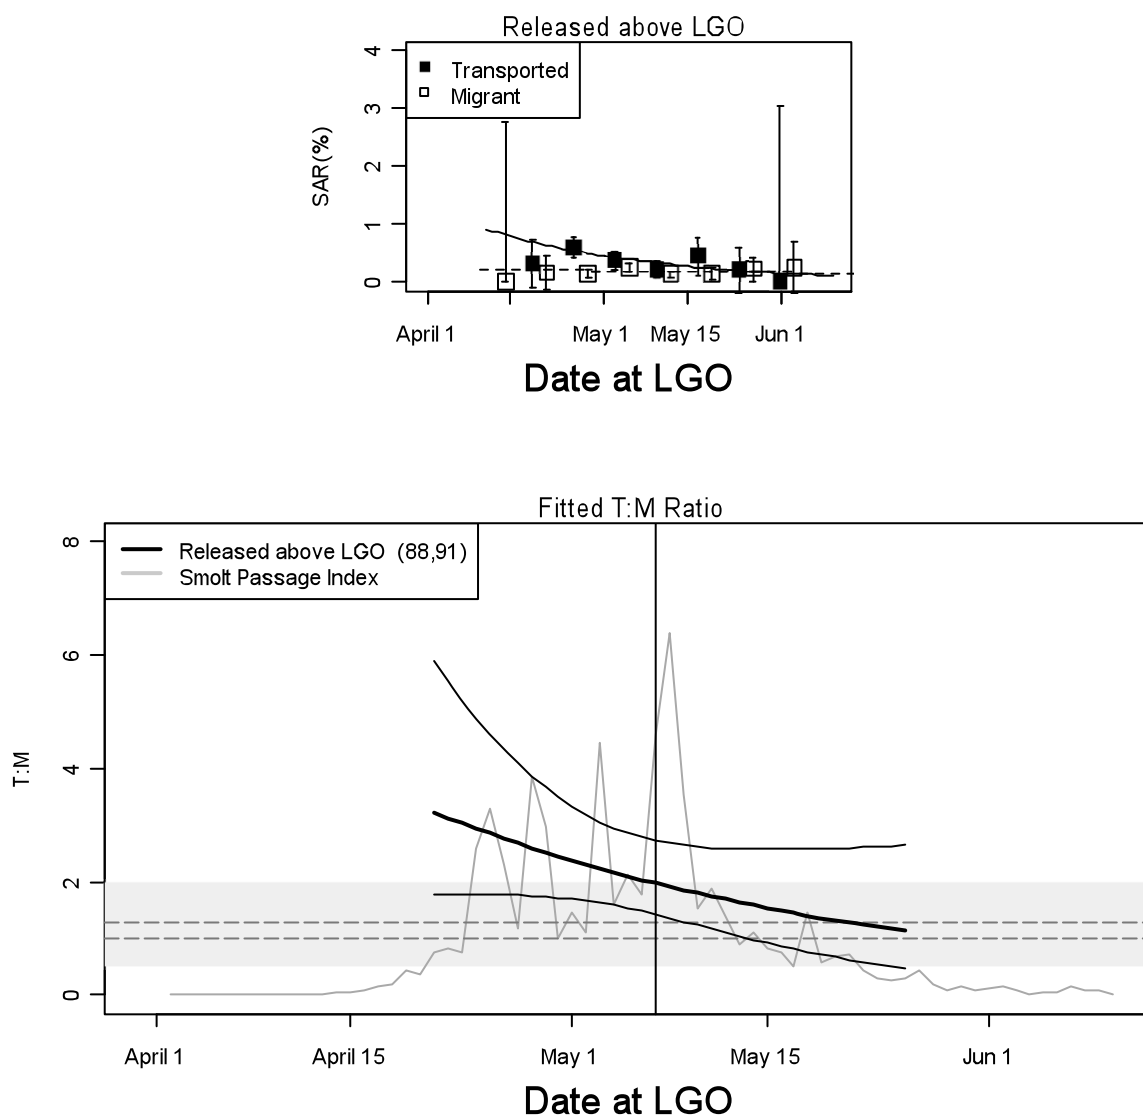 Released above LGO
Transported
Migrant
SAR(%)
4
3
2
1
0
April 1
May 1
May 15
Jun 1
Date at LGO
Fitted T:M Ratio
Released above LGO (88,91)
Smolt Passage Index
T:M
8
6
4
2
0
April 1
April 15
May 1
May 15
Jun 1
Date at LGO